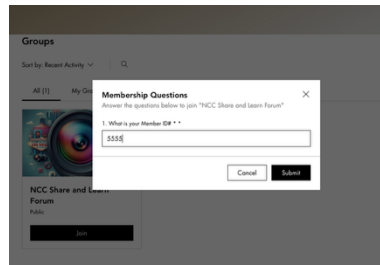 Groups
Sort by: Recent Activity
All (1) My Gro
Membership Questions
Answer the questions below to join "NCC Share and Learn Forum"
1. What is your Member ID# * *
5555
Cancel Submit
NCC Share and Learn
Forum
Public
Join